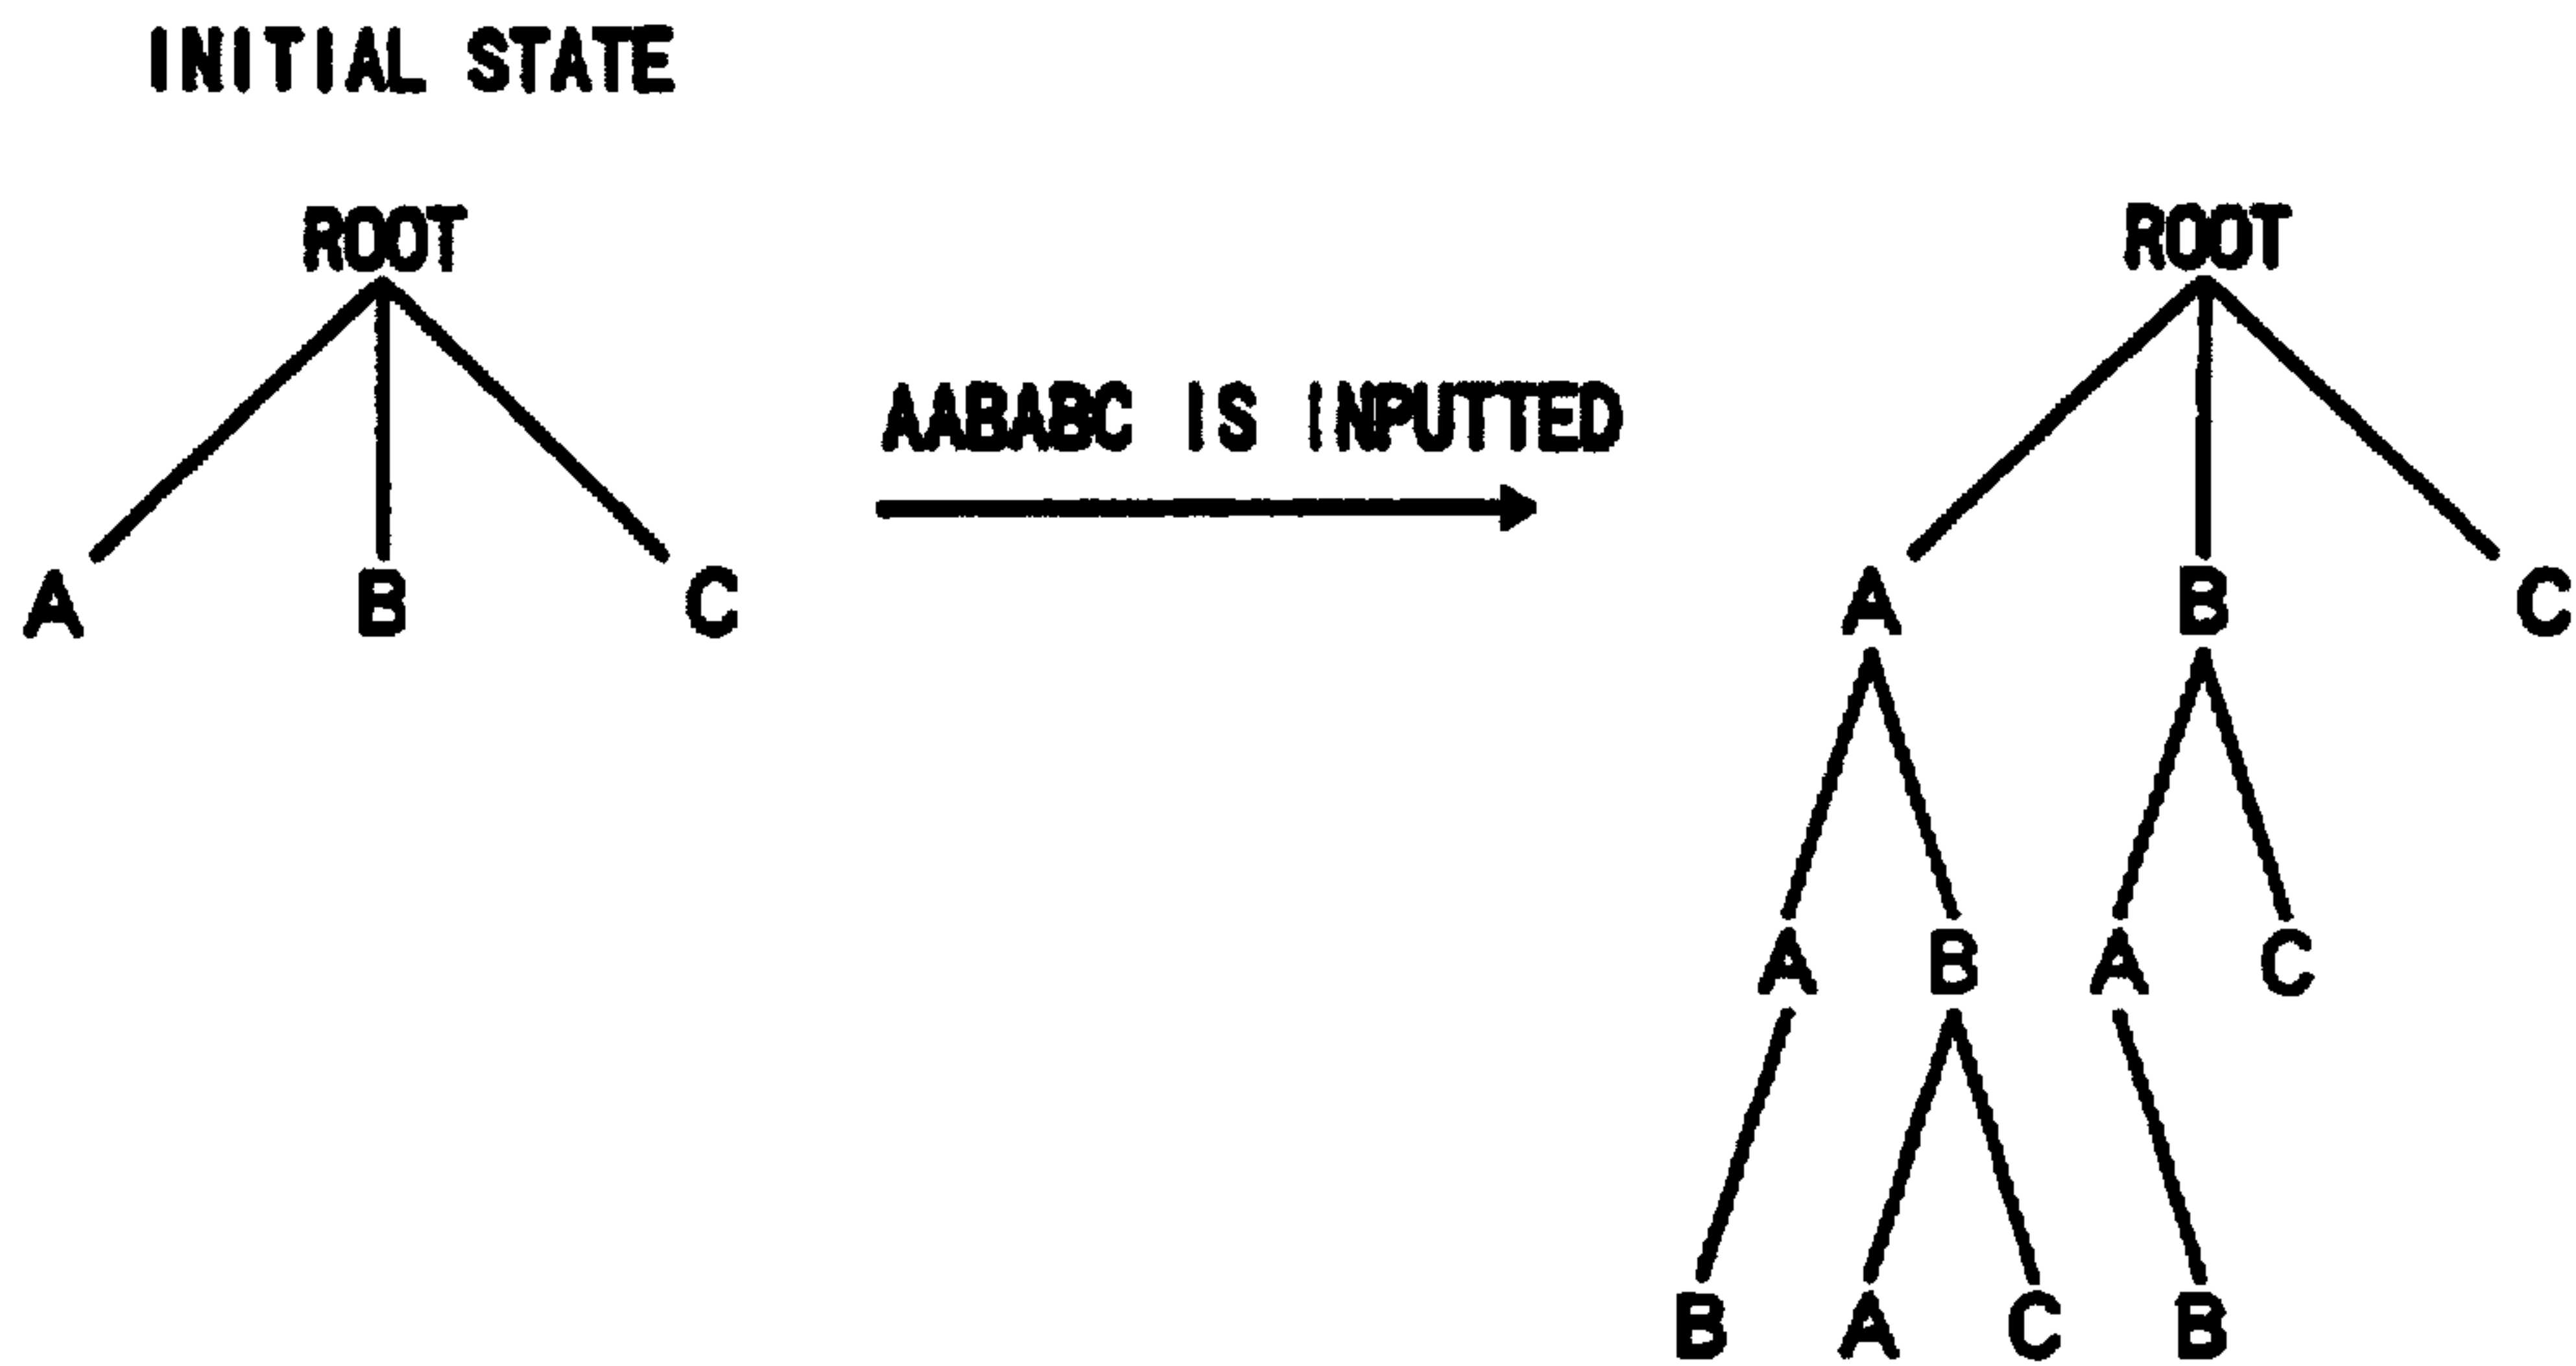 INITIAL STATE
ROOT
ROOT
AABABC IS INPUTTED
A B C
A B C
A B A C
B A C B